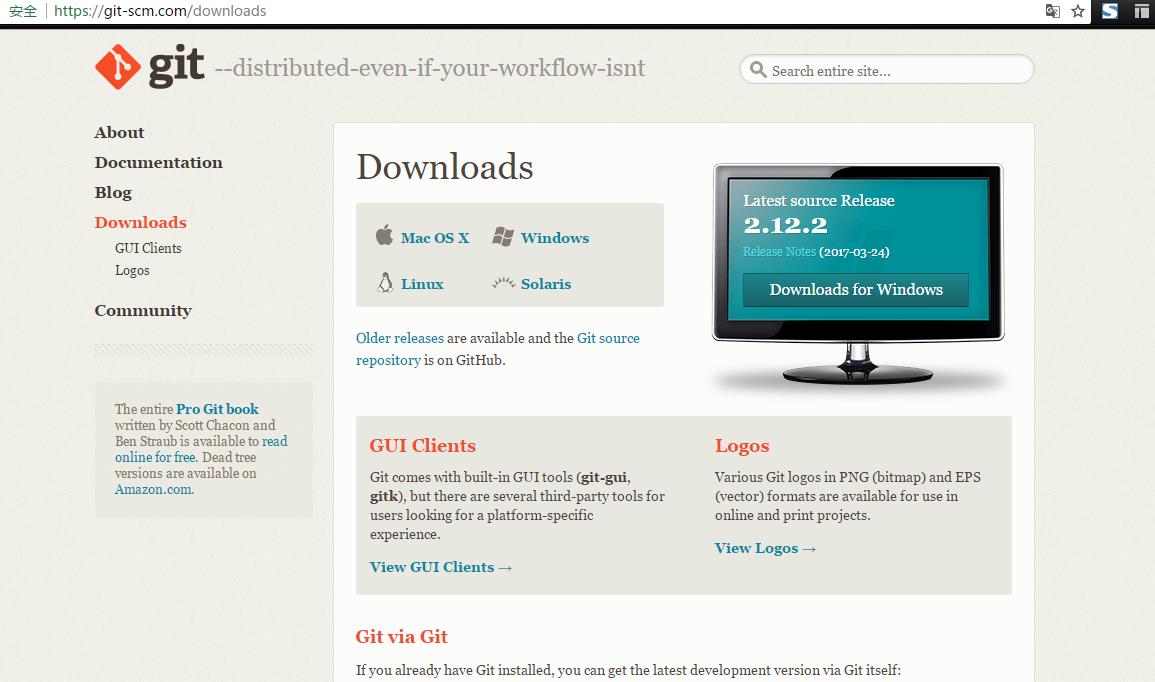 安全 https://git-scm.com/downloads
git --distributed-even-if-your-workflow-isnt
Search entire site...
About
Documentation
Blog
Downloads
GUI Clients
Logos
Community
The entire Pro Git book
written by Scott Chacon and
Ben Straub is available to read
online for free. Dead tree
versions are available on
Amazon.com.
Downloads
Mac OS X Windows
Linux Solaris
Older releases are available and the Git source
repository is on GitHub.
Latest source Release
2.12.2
Release Notes (2017-03-24)
Downloads for Windows
GUI Clients
Git comes with built-in GUI tools (git-gui,
gitk), but there are several third-party tools for
users looking for a platform-specific
experience.
View GUI Clients →
Logos
Various Git logos in PNG (bitmap) and EPS
(vector) formats are available for use in
online and print projects.
View Logos →
Git via Git
If you already have Git installed, you can get the latest development version via Git itself: